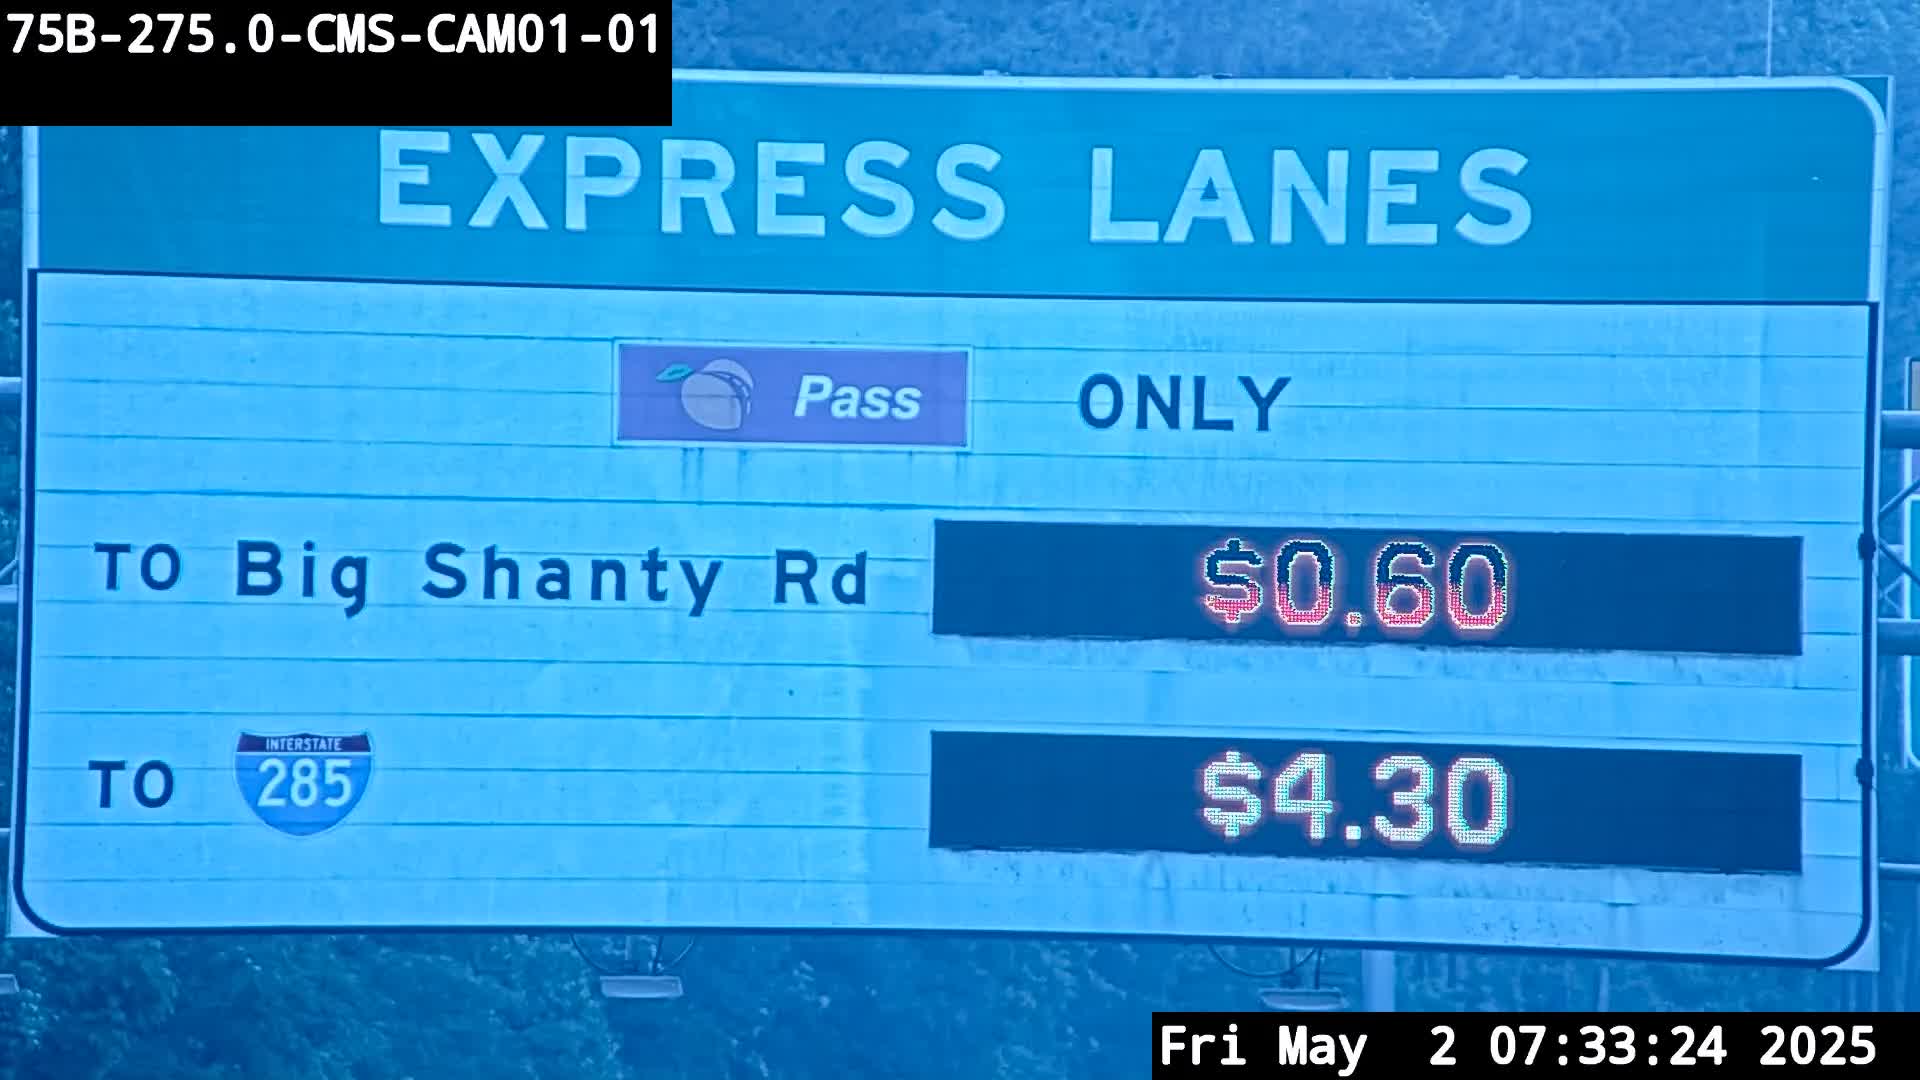 75B-275.0-CMS-CAM01-01
EXPRESS LANES
Pass ONLY
TO Big Shanty Rd $0.60
INTERSTATE
TO 285 $4.30
Fri May 2 07:33:24 2025